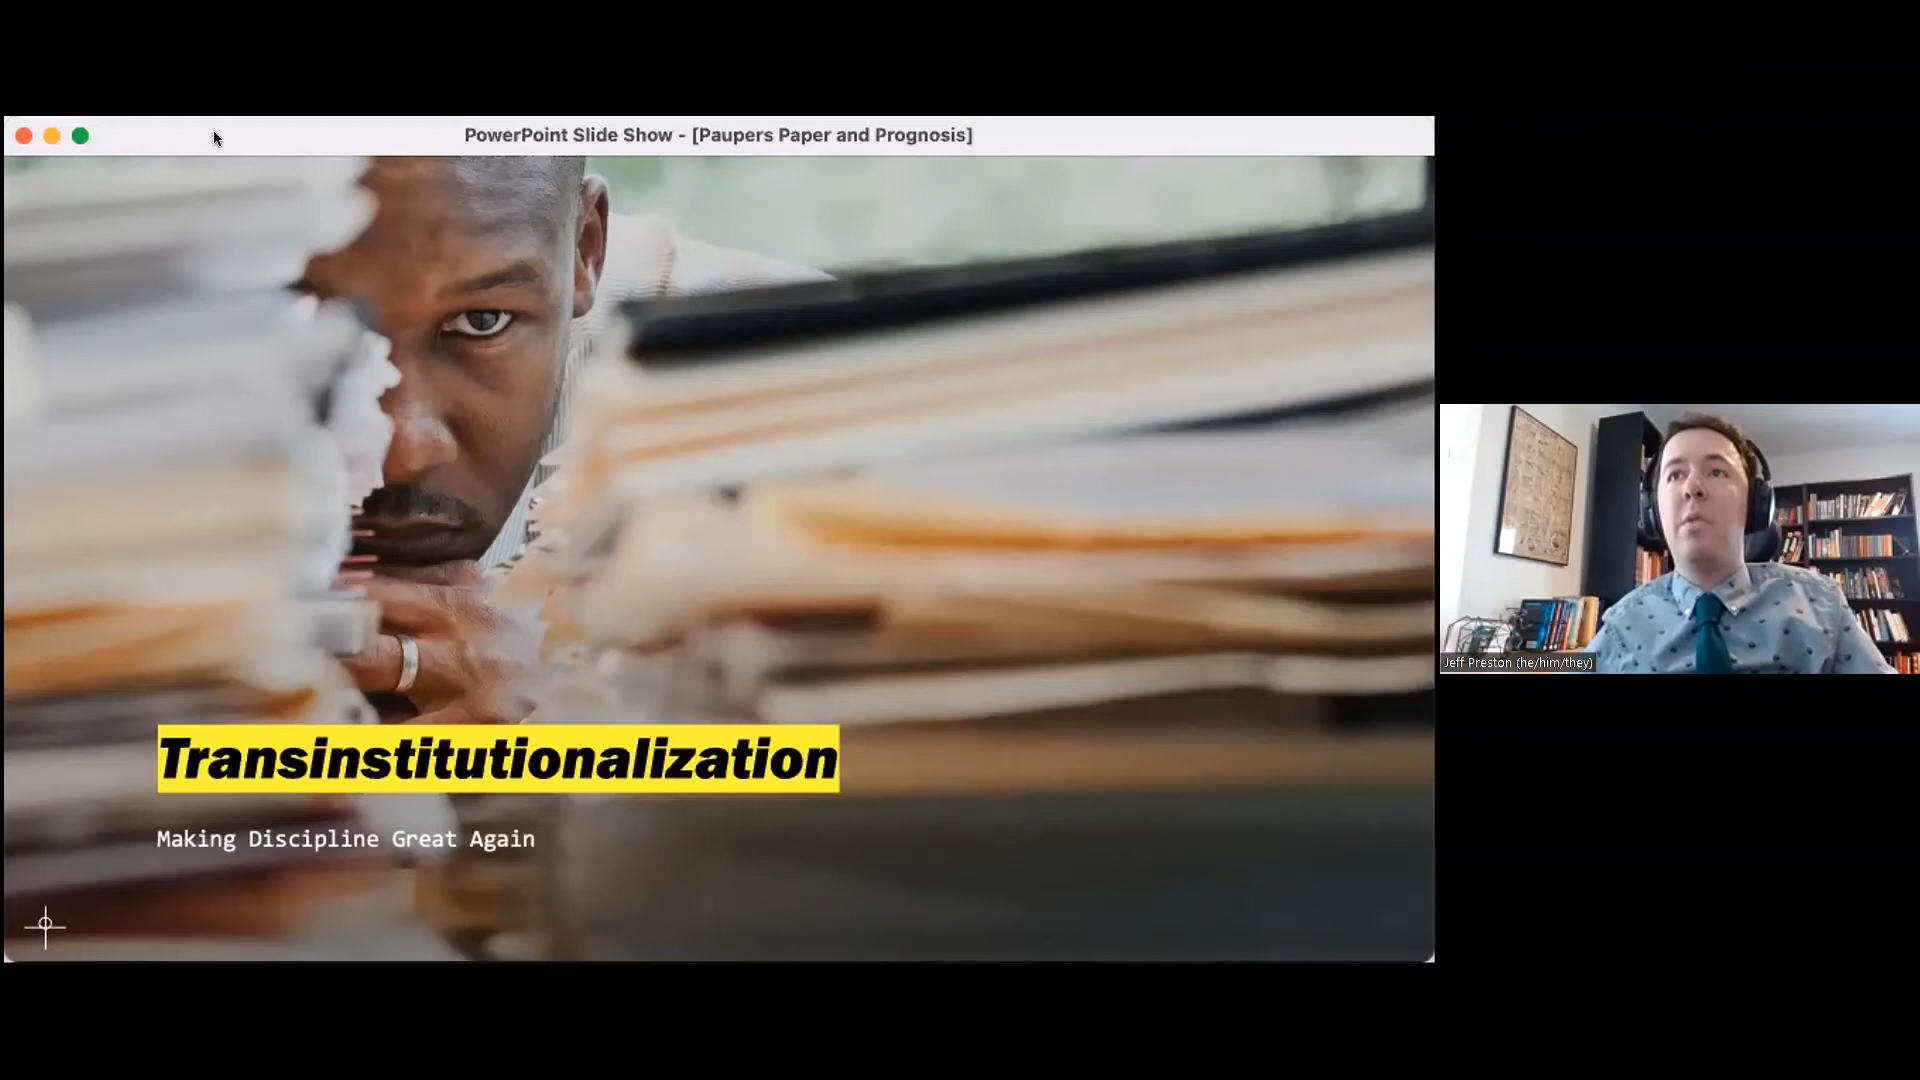 PowerPoint Slide Show - [Paupers Paper and Prognosis]
Transinstitutionalization
Making Discipline Great Again
Jeff Preston (he/him/they)